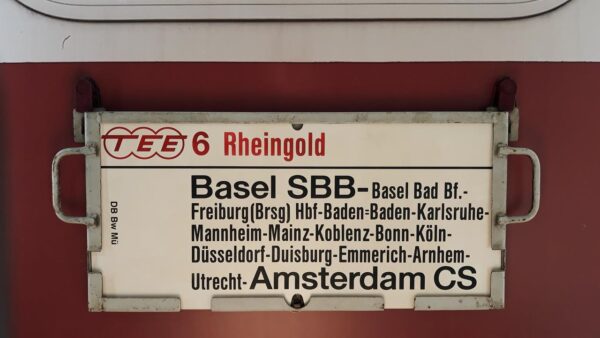 TEE 6 Rheingold
Basel SBB-Basel Bad Bf.-
Freiburg(Brsg) Hbf-Baden=Baden-Karlsruhe-
Mannheim-Mainz-Koblenz-Bonn-Köln-
Düsseldorf-Duisburg-Emmerich-Arnhem-
Utrecht-Amsterdam CS
DB Bw Mü